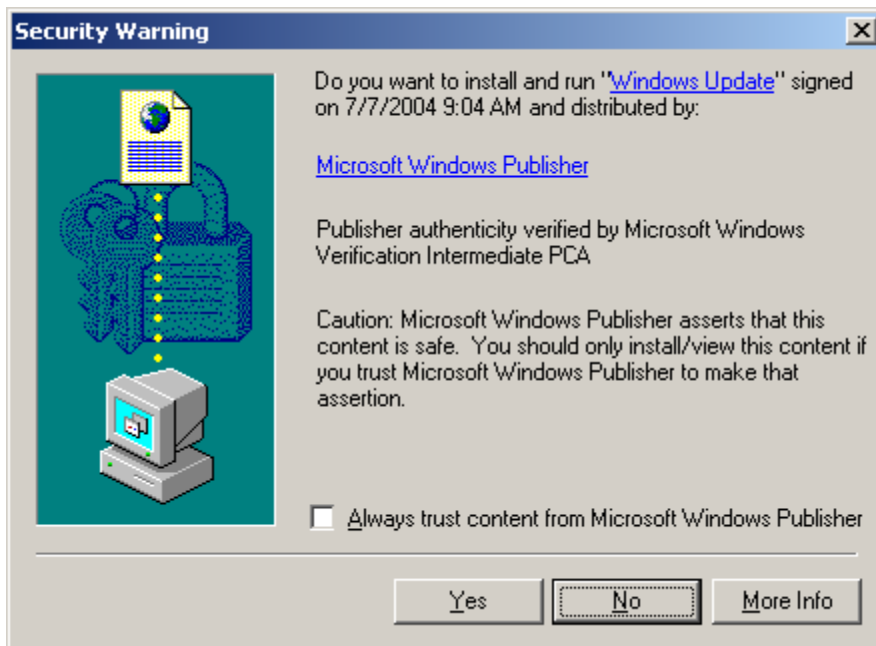 Security Warning
Do you want to install and run "Windows Update" signed
on 7/7/2004 9:04 AM and distributed by:
Microsoft Windows Publisher
Publisher authenticity verified by Microsoft Windows
Verification Intermediate PCA
Caution: Microsoft Windows Publisher asserts that this
content is safe.  You should only install/view this content if
you trust Microsoft Windows Publisher to make that
assertion.
Always trust content from Microsoft Windows Publisher
Yes No More Info